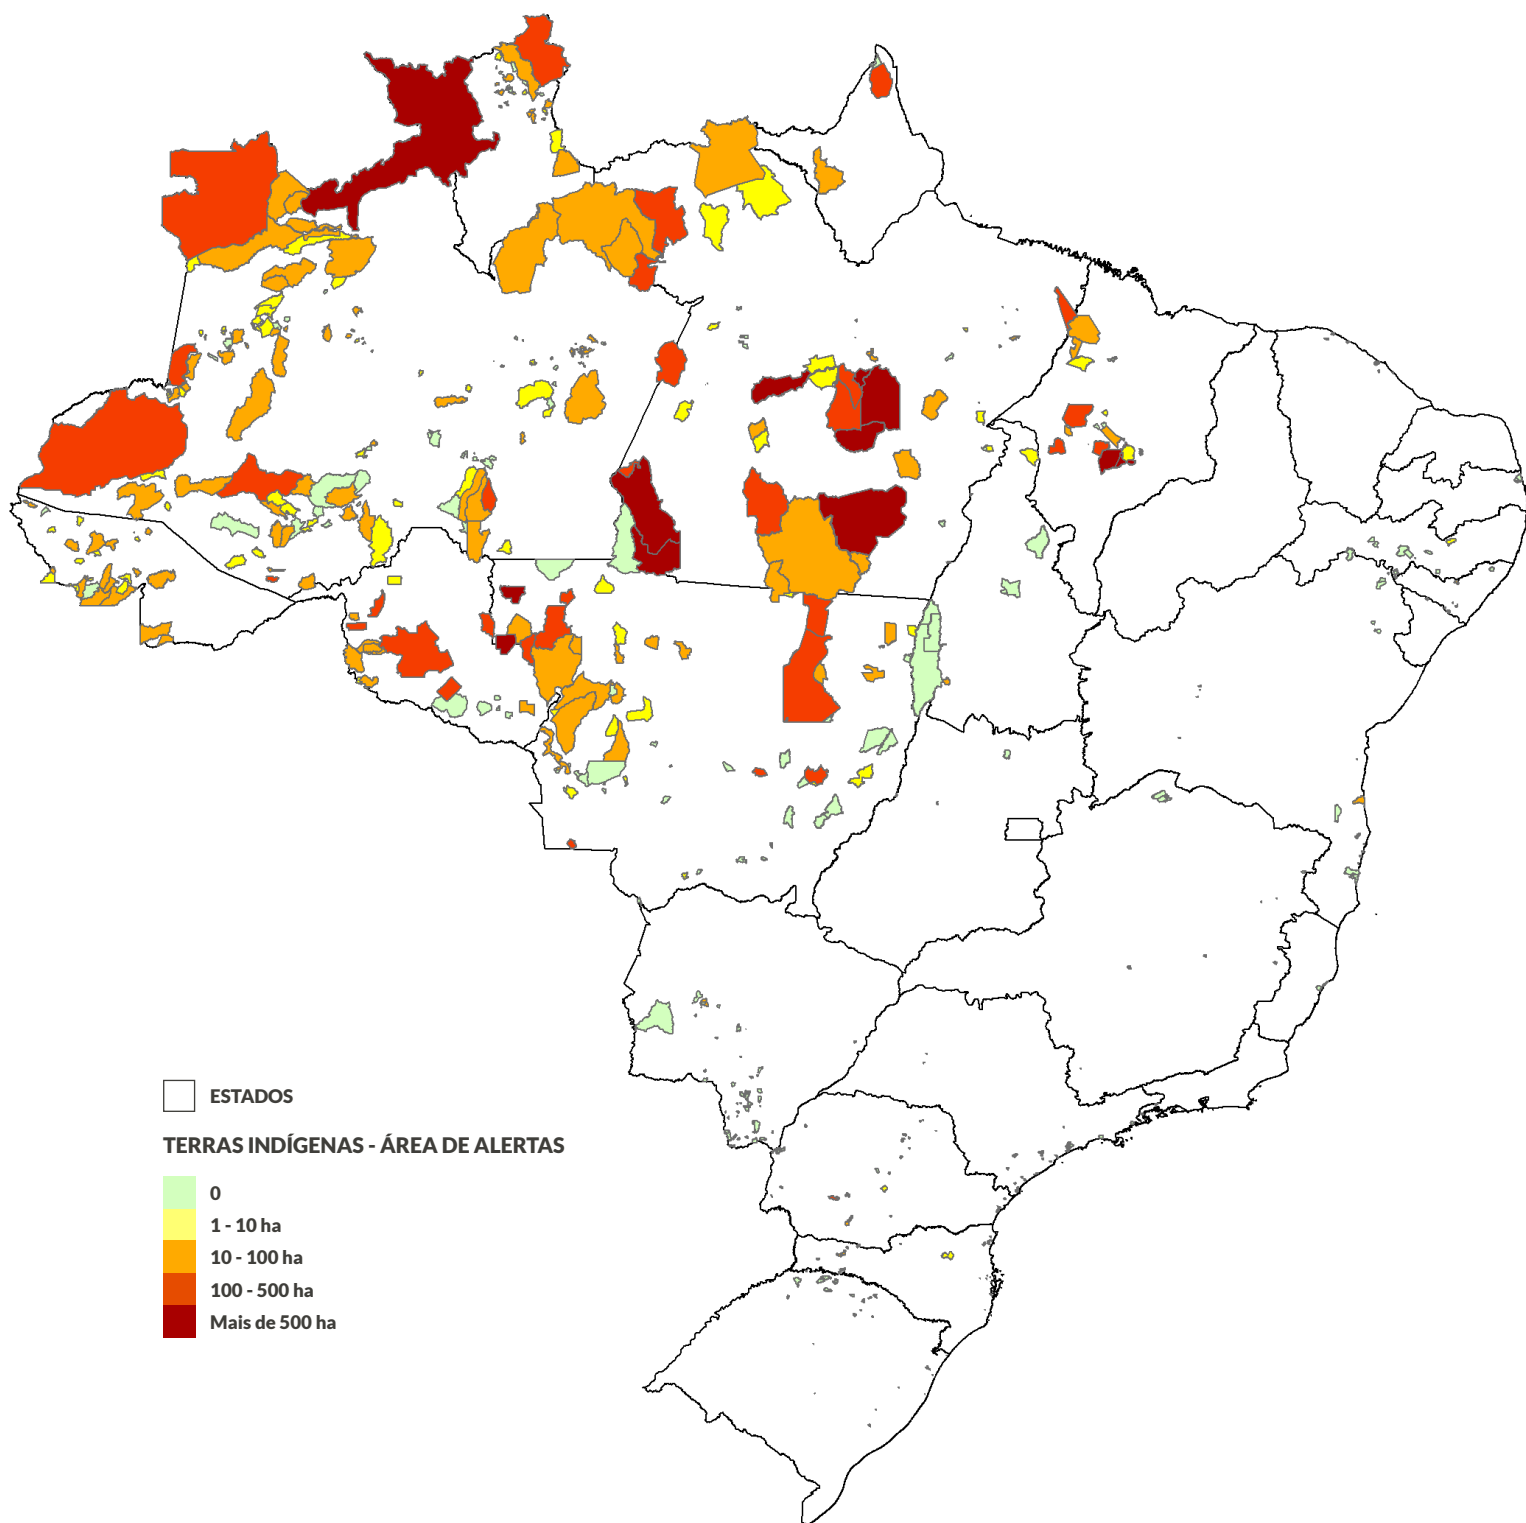 ESTADOS
TERRAS INDÍGENAS - ÁREA DE ALERTAS
0
1 - 10 ha
10 - 100 ha
100 - 500 ha
Mais de 500 ha